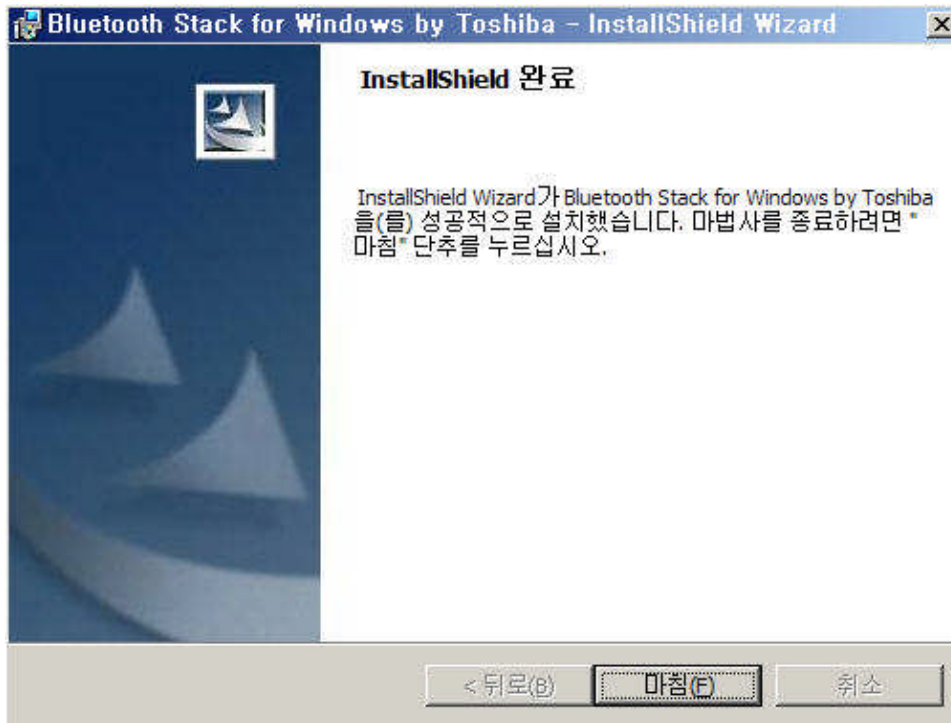 Bluetooth Stack for Windows by Toshiba - InstallShield Wizard
InstallShield 완료
InstallShield Wizard가 Bluetooth Stack for Windows by Toshiba
을(를) 성공적으로 설치했습니다. 마법사를 종료하려면 "
마침" 단추를 누르십시오.
< 뒤로(B) 마침(F) 취소